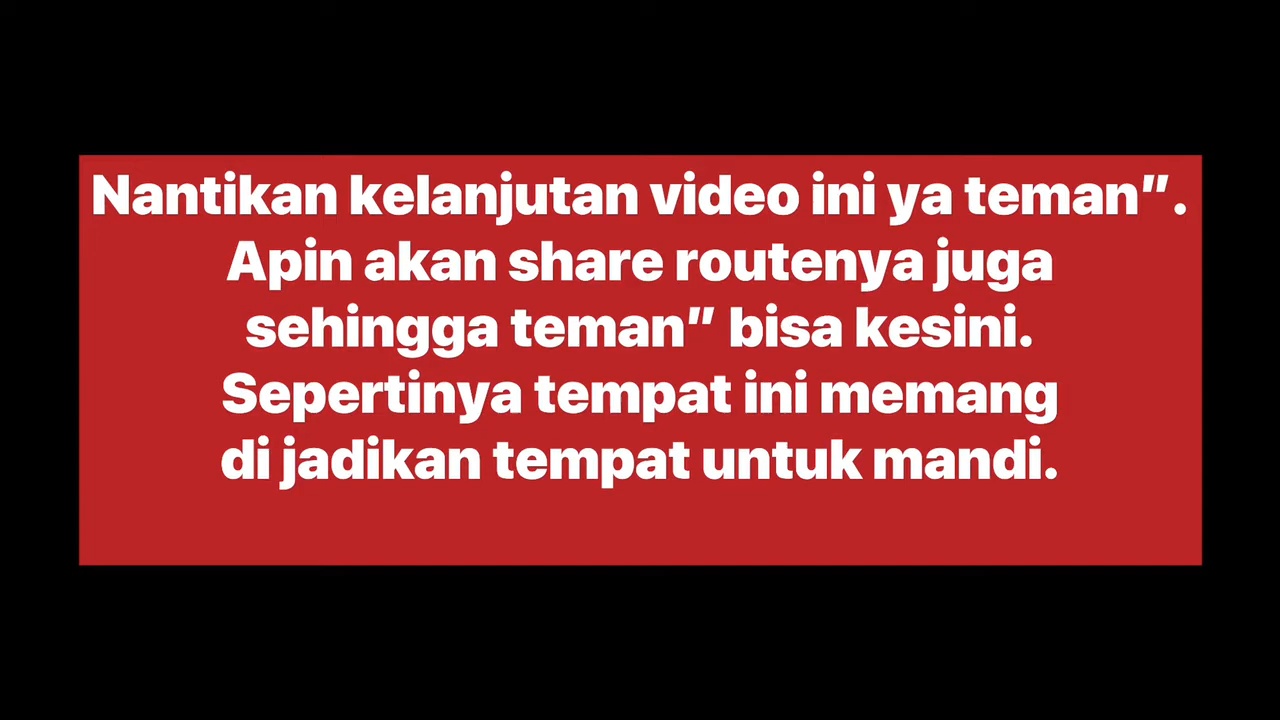 Nantikan kelanjutan video ini ya teman”.
Apin akan share routenya juga
sehingga teman” bisa kesini.
Sepertinya tempat ini memang
di jadikan tempat untuk mandi.